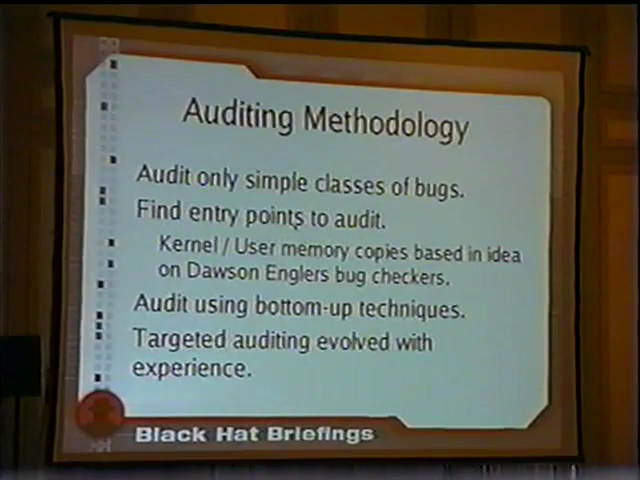 Auditing Methodology
Audit only simple classes of bugs.
Find entry points to audit.
Kernel / User memory copies based in idea
on Dawson Englers bug checkers.
Audit using bottom-up techniques.
Targeted auditing evolved with
experience.
Black Hat Briefings